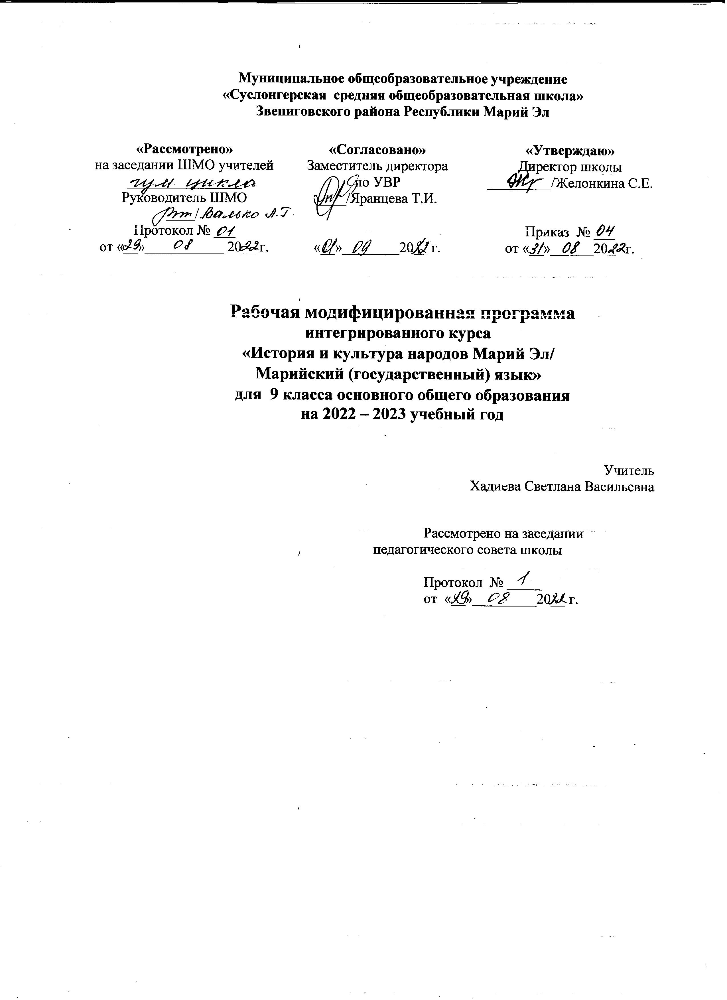 Муниципальное общеобразовательное учреждение
«Суслонгерская средняя общеобразовательная школа»
Звениговского района Республики Марий Эл
«Рассмотрено»
на заседании ШМО учителей
гум. цикла
Руководитель ШМО
/ Валько Л.Г.
Протокол № 01
от «29» 08 2022г.
«Согласовано»
Заместитель директора
по УВР
/Яранцева Т.И.
«01» 09 2022 г.
«Утверждаю»
Директор школы
/Желонкина С.Е.
Приказ № 04
от «31» 08 2022г.
Рабочая модифицированная программа
интегрированного курса
«История и культура народов Марий Эл/
Марийский (государственный) язык»
для 9 класса основного общего образования
на 2022 – 2023 учебный год
Учитель
Хадиева Светлана Васильевна
Рассмотрено на заседании
педагогического совета школы
Протокол № 1
от «29» 08 2022 г.